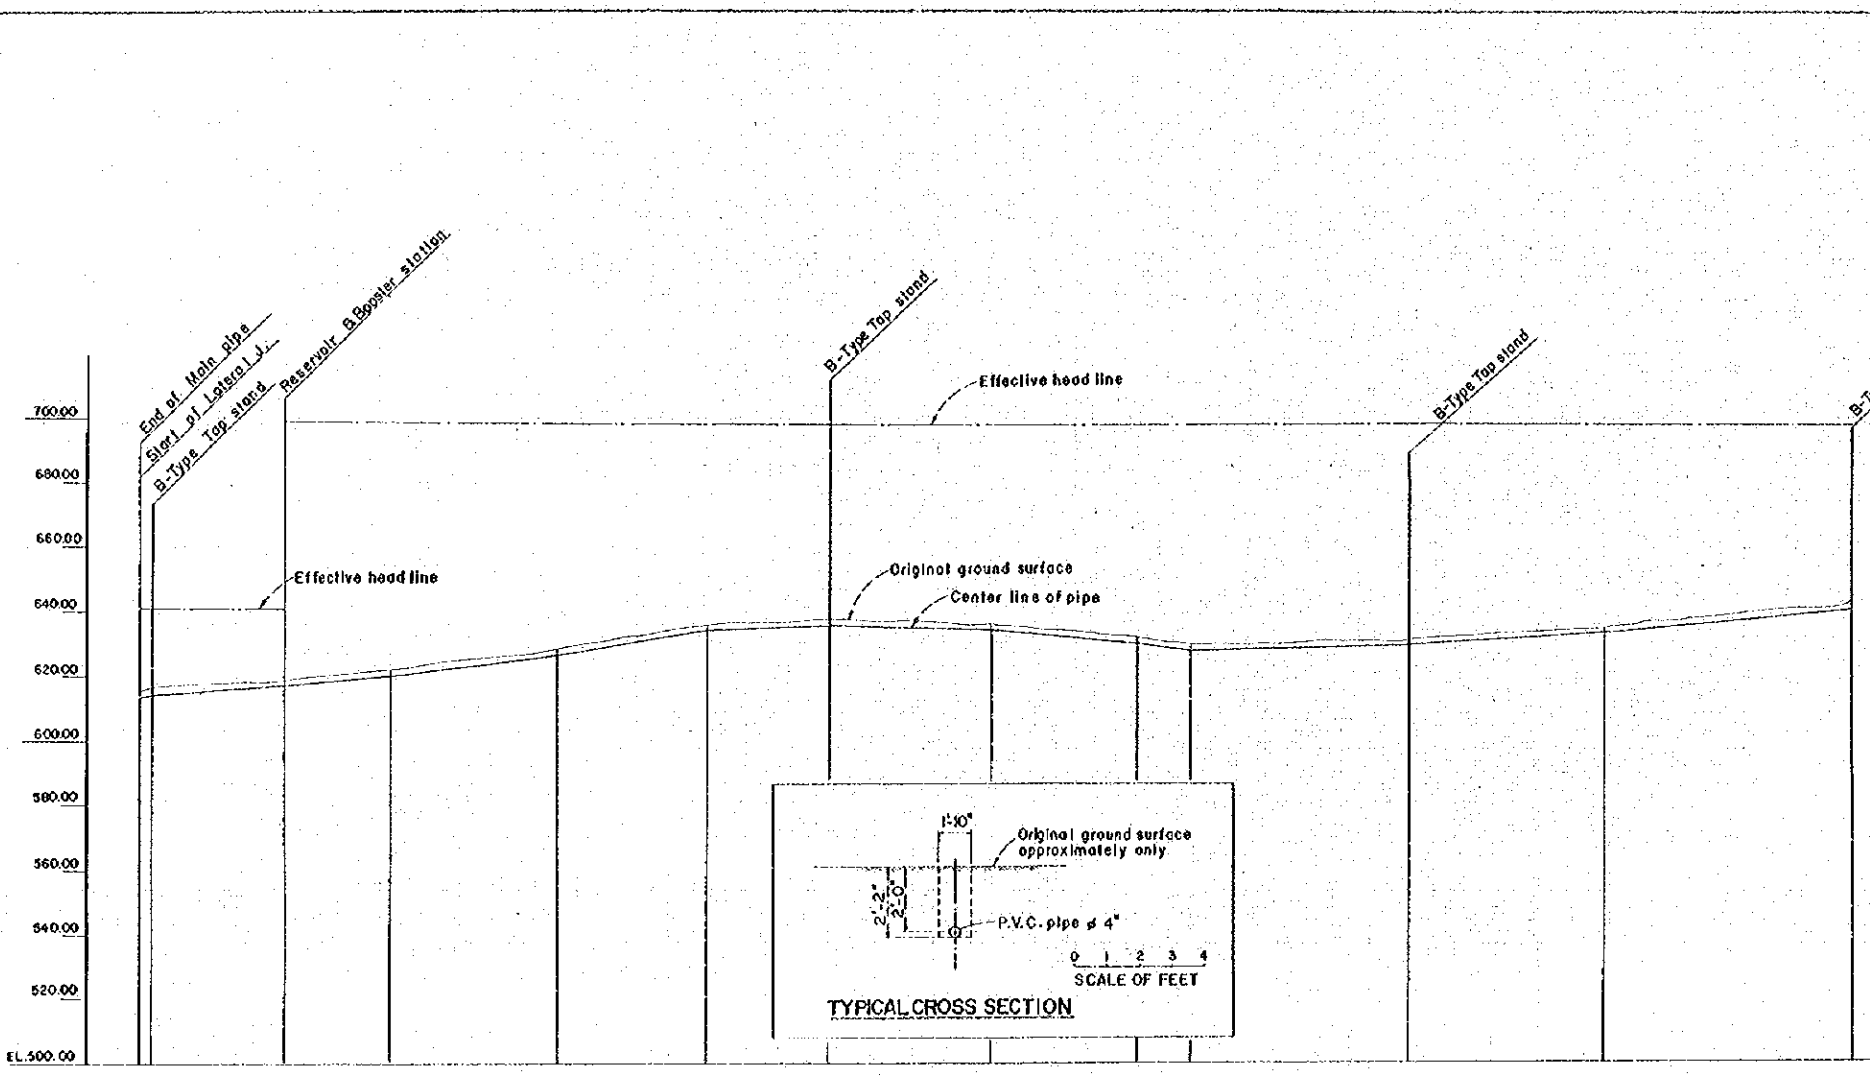 End of Main pipe
Start of Lateral J.
B-Type Tap stand
Reservoir & Booster station
B-Type Tap stand
B-Type Tap stand
B-T
Effective head line
Effective head line
Original ground surface
Center line of pipe
700.00
680.00
660.00
640.00
620.00
600.00
580.00
560.00
540.00
520.00
EL.500.00
1'-10"
Original ground surface
approximately only
2'-2"
2'-0"
P.V.C. pipe ø 4"
0 1 2 3 4
SCALE OF FEET
TYPICAL CROSS SECTION